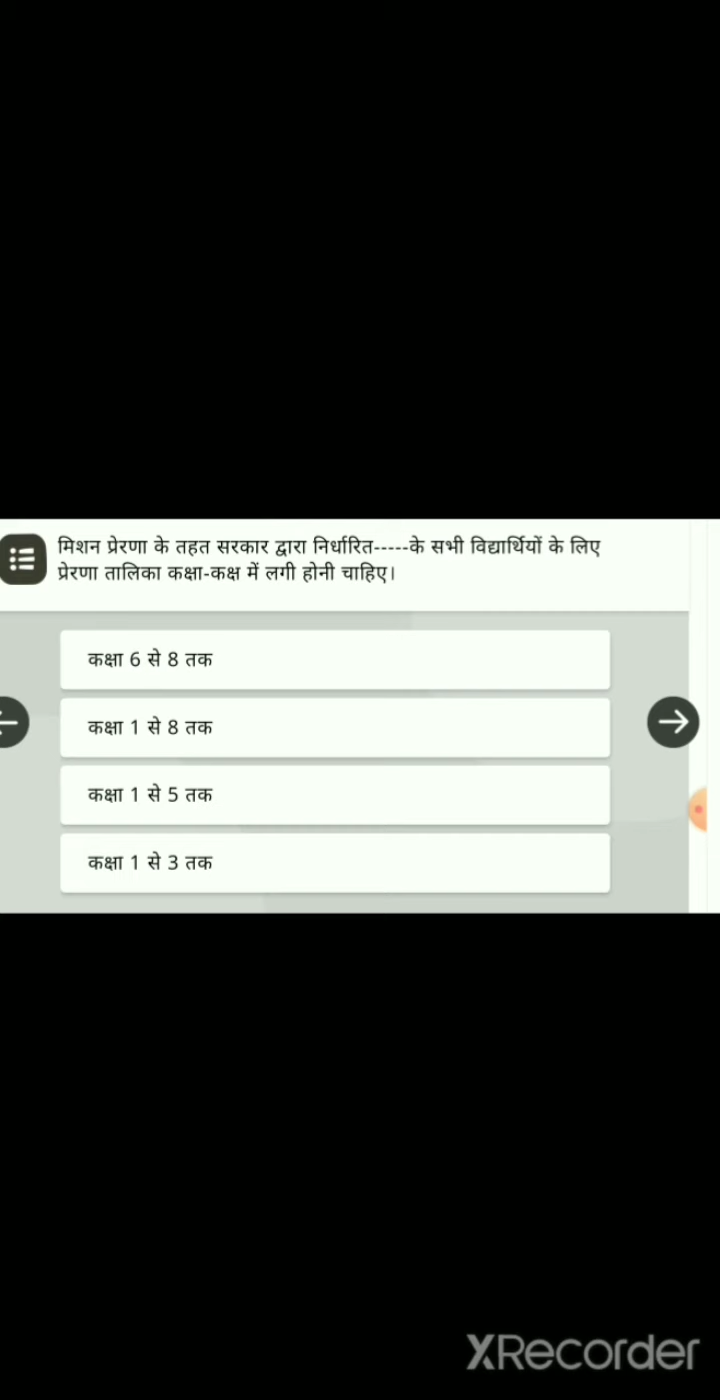 मिशन प्रेरणा के तहत सरकार द्वारा निर्धारित-----के सभी विद्यार्थियों के लिए
प्रेरणा तालिका कक्षा-कक्ष में लगी होनी चाहिए।
कक्षा 6 से 8 तक
कक्षा 1 से 8 तक
कक्षा 1 से 5 तक
कक्षा 1 से 3 तक
XRecorder